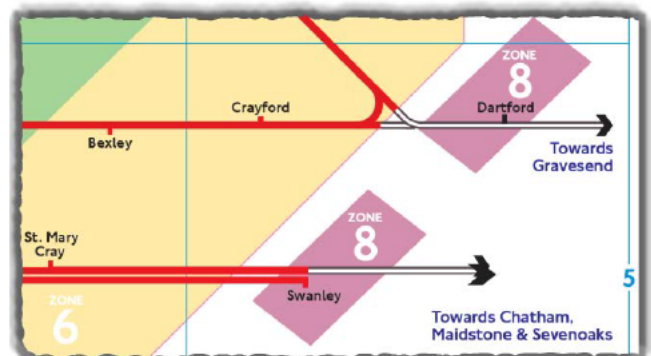 ZONE
8
Crayford
Dartford
Bexley
Towards
Gravesend
ZONE
8
St. Mary
Cray
5
Swanley
ZONE
6
Towards Chatham,
Maidstone & Sevenoaks